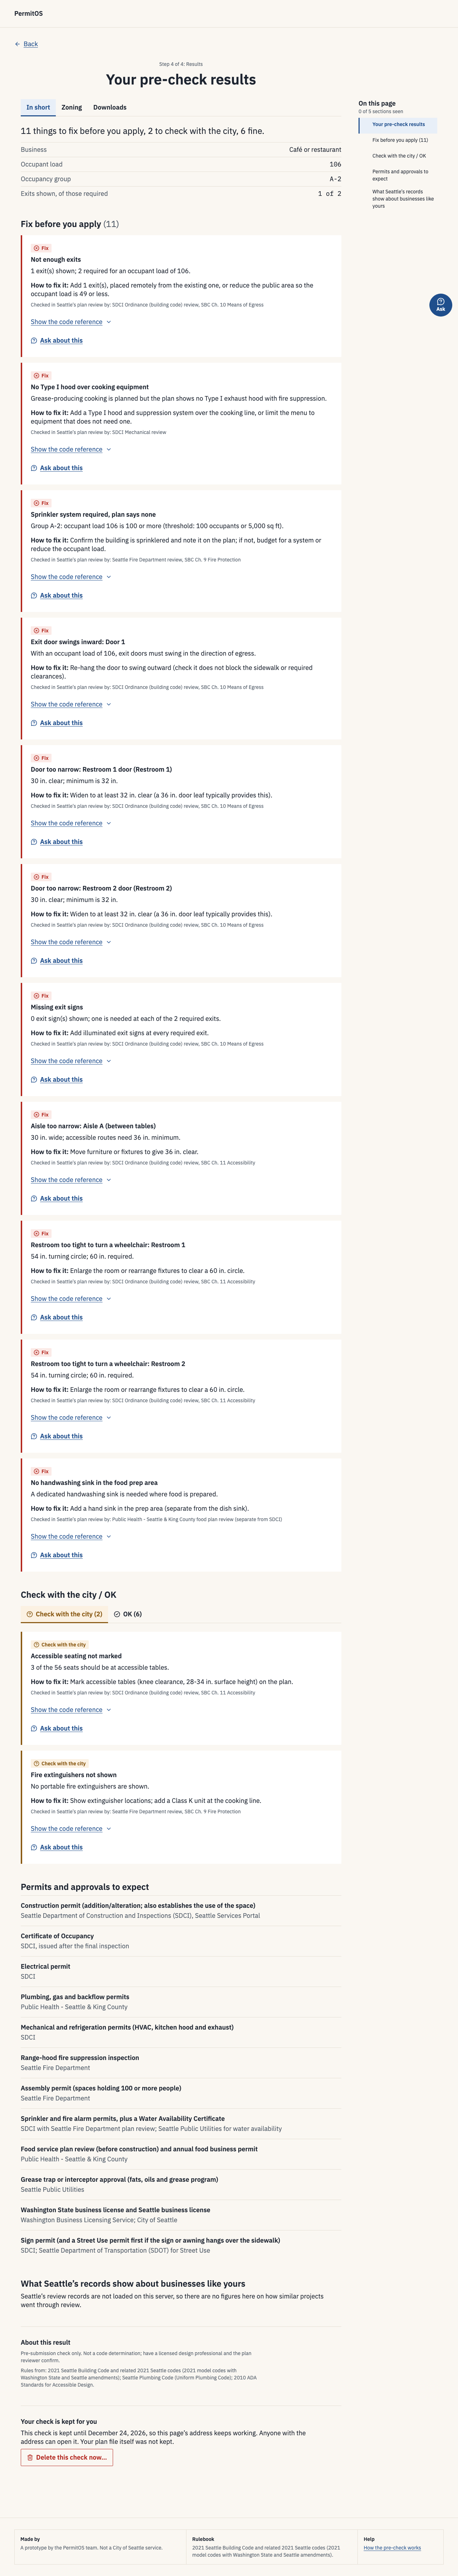 PermitOS
Back
Step 4 of 4: Results
Your pre-check results
In short
Zoning
Downloads
11 things to fix before you apply, 2 to check with the city, 6 fine.
Business
Café or restaurant
Occupant load
106
Occupancy group
A-2
Exits shown, of those required
1 of 2
Fix before you apply (11)
Fix
Not enough exits
1 exit(s) shown; 2 required for an occupant load of 106.
How to fix it: Add 1 exit(s), placed remotely from the existing one, or reduce the public area so the
occupant load is 49 or less.
Checked in Seattle's plan review by: SDCI Ordinance (building code) review, SBC Ch. 10 Means of Egress
Show the code reference
Ask about this
Fix
No Type I hood over cooking equipment
Grease-producing cooking is planned but the plan shows no Type I exhaust hood with fire suppression.
How to fix it: Add a Type I hood and suppression system over the cooking line, or limit the menu to
equipment that does not need one.
Checked in Seattle's plan review by: SDCI Mechanical review
Show the code reference
Ask about this
Fix
Sprinkler system required, plan says none
Group A-2: occupant load 106 is 100 or more (threshold: 100 occupants or 5,000 sq ft).
How to fix it: Confirm the building is sprinklered and note it on the plan; if not, budget for a system or
reduce the occupant load.
Checked in Seattle's plan review by: Seattle Fire Department review, SBC Ch. 9 Fire Protection
Show the code reference
Ask about this
Fix
Exit door swings inward: Door 1
With an occupant load of 106, exit doors must swing in the direction of egress.
How to fix it: Re-hang the door to swing outward (check it does not block the sidewalk or required
clearances).
Checked in Seattle's plan review by: SDCI Ordinance (building code) review, SBC Ch. 10 Means of Egress
Show the code reference
Ask about this
Fix
Door too narrow: Restroom 1 door (Restroom 1)
30 in. clear; minimum is 32 in.
How to fix it: Widen to at least 32 in. clear (a 36 in. door leaf typically provides this).
Checked in Seattle's plan review by: SDCI Ordinance (building code) review, SBC Ch. 10 Means of Egress
Show the code reference
Ask about this
Fix
Door too narrow: Restroom 2 door (Restroom 2)
30 in. clear; minimum is 32 in.
How to fix it: Widen to at least 32 in. clear (a 36 in. door leaf typically provides this).
Checked in Seattle's plan review by: SDCI Ordinance (building code) review, SBC Ch. 10 Means of Egress
Show the code reference
Ask about this
Fix
Missing exit signs
0 exit sign(s) shown; one is needed at each of the 2 required exits.
How to fix it: Add illuminated exit signs at every required exit.
Checked in Seattle's plan review by: SDCI Ordinance (building code) review, SBC Ch. 10 Means of Egress
Show the code reference
Ask about this
Fix
Aisle too narrow: Aisle A (between tables)
30 in. wide; accessible routes need 36 in. minimum.
How to fix it: Move furniture or fixtures to give 36 in. clear.
Checked in Seattle's plan review by: SDCI Ordinance (building code) review, SBC Ch. 11 Accessibility
Show the code reference
Ask about this
Fix
Restroom too tight to turn a wheelchair: Restroom 1
54 in. turning circle; 60 in. required.
How to fix it: Enlarge the room or rearrange fixtures to clear a 60 in. circle.
Checked in Seattle's plan review by: SDCI Ordinance (building code) review, SBC Ch. 11 Accessibility
Show the code reference
Ask about this
Fix
Restroom too tight to turn a wheelchair: Restroom 2
54 in. turning circle; 60 in. required.
How to fix it: Enlarge the room or rearrange fixtures to clear a 60 in. circle.
Checked in Seattle's plan review by: SDCI Ordinance (building code) review, SBC Ch. 11 Accessibility
Show the code reference
Ask about this
Fix
No handwashing sink in the food prep area
A dedicated handwashing sink is needed where food is prepared.
How to fix it: Add a hand sink in the prep area (separate from the dish sink).
Checked in Seattle's plan review by: Public Health - Seattle & King County food plan review (separate from SDCI)
Show the code reference
Ask about this
Check with the city / OK
Check with the city (2)
OK (6)
Check with the city
Accessible seating not marked
3 of the 56 seats should be at accessible tables.
How to fix it: Mark accessible tables (knee clearance, 28-34 in. surface height) on the plan.
Checked in Seattle's plan review by: SDCI Ordinance (building code) review, SBC Ch. 11 Accessibility
Show the code reference
Ask about this
Check with the city
Fire extinguishers not shown
No portable fire extinguishers are shown.
How to fix it: Show extinguisher locations; add a Class K unit at the cooking line.
Checked in Seattle's plan review by: Seattle Fire Department review, SBC Ch. 9 Fire Protection
Show the code reference
Ask about this
Permits and approvals to expect
Construction permit (addition/alteration; also establishes the use of the space)
Seattle Department of Construction and Inspections (SDCI), Seattle Services Portal
Certificate of Occupancy
SDCI, issued after the final inspection
Electrical permit
SDCI
Plumbing, gas and backflow permits
Public Health - Seattle & King County
Mechanical and refrigeration permits (HVAC, kitchen hood and exhaust)
SDCI
Range-hood fire suppression inspection
Seattle Fire Department
Assembly permit (spaces holding 100 or more people)
Seattle Fire Department
Sprinkler and fire alarm permits, plus a Water Availability Certificate
SDCI with Seattle Fire Department plan review; Seattle Public Utilities for water availability
Food service plan review (before construction) and annual food business permit
Public Health - Seattle & King County
Grease trap or interceptor approval (fats, oils and grease program)
Seattle Public Utilities
Washington State business license and Seattle business license
Washington Business Licensing Service; City of Seattle
Sign permit (and a Street Use permit first if the sign or awning hangs over the sidewalk)
SDCI; Seattle Department of Transportation (SDOT) for Street Use
What Seattle's records show about businesses like yours
Seattle's review records are not loaded on this server, so there are no figures here on how similar projects
went through review.
About this result
Pre-submission check only. Not a code determination; have a licensed design professional and the plan
reviewer confirm.
Rules from: 2021 Seattle Building Code and related 2021 Seattle codes (2021 model codes with
Washington State and Seattle amendments); Seattle Plumbing Code (Uniform Plumbing Code); 2010 ADA
Standards for Accessible Design.
Your check is kept for you
This check is kept until December 24, 2026, so this page's address keeps working. Anyone with the
address can open it. Your plan file itself was not kept.
Delete this check now...
On this page
0 of 5 sections seen
Your pre-check results
Fix before you apply (11)
Check with the city / OK
Permits and approvals to
expect
What Seattle's records
show about businesses like
yours
Ask
Made by
A prototype by the PermitOS team. Not a City of Seattle service.
Rulebook
2021 Seattle Building Code and related 2021 Seattle codes (2021
model codes with Washington State and Seattle amendments).
Help
How the pre-check works